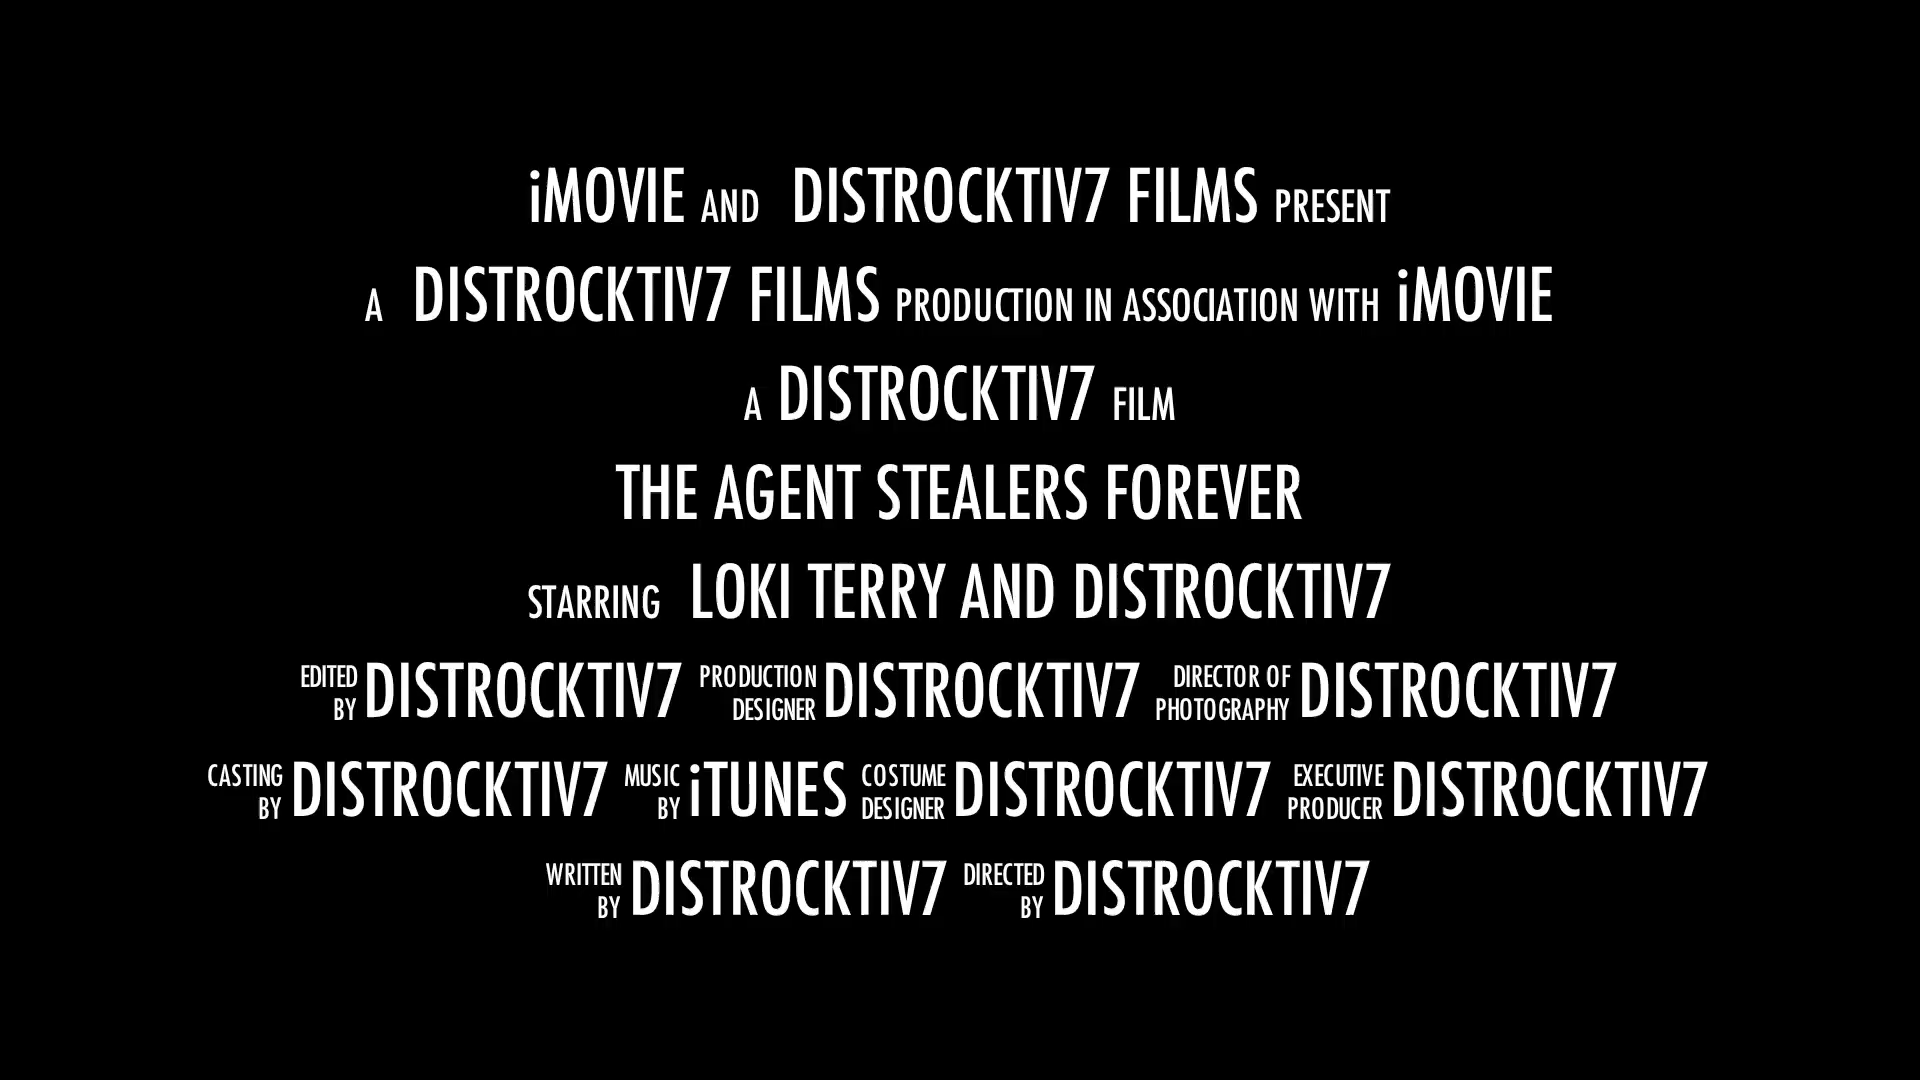 iMOVIE AND DISTROCKTIV7 FILMS PRESENT
A DISTROCKTIV7 FILMS PRODUCTION IN ASSOCIATION WITH iMOVIE
A DISTROCKTIV7 FILM
THE AGENT STEALERS FOREVER
STARRING LOKI TERRY AND DISTROCKTIV7
EDITED BY DISTROCKTIV7 PRODUCTION DESIGNER DISTROCKTIV7 DIRECTOR OF PHOTOGRAPHY DISTROCKTIV7
CASTING BY DISTROCKTIV7 MUSIC BY iTUNES COSTUME DESIGNER DISTROCKTIV7 EXECUTIVE PRODUCER DISTROCKTIV7
WRITTEN BY DISTROCKTIV7 DIRECTED BY DISTROCKTIV7